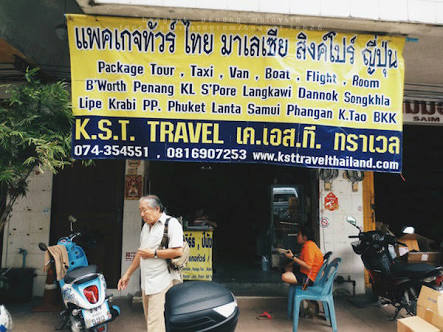 แพคเกจทัวร์ ไทย มาเลเซีย สิงค์โปร์ ญี่ปุ่น
Package Tour , Taxi , Van , Boat , Flight , Room
B'Worth Penang KL S'Pore Langkawi Dannok Songkhla
Lipe Krabi PP. Phuket Lanta Samui Phangan K.Tao BKK
K.S.T. TRAVEL เค.เอส.ที. ทราเวล
074-354551 , 0816907253 www.ksttravelthailand.com